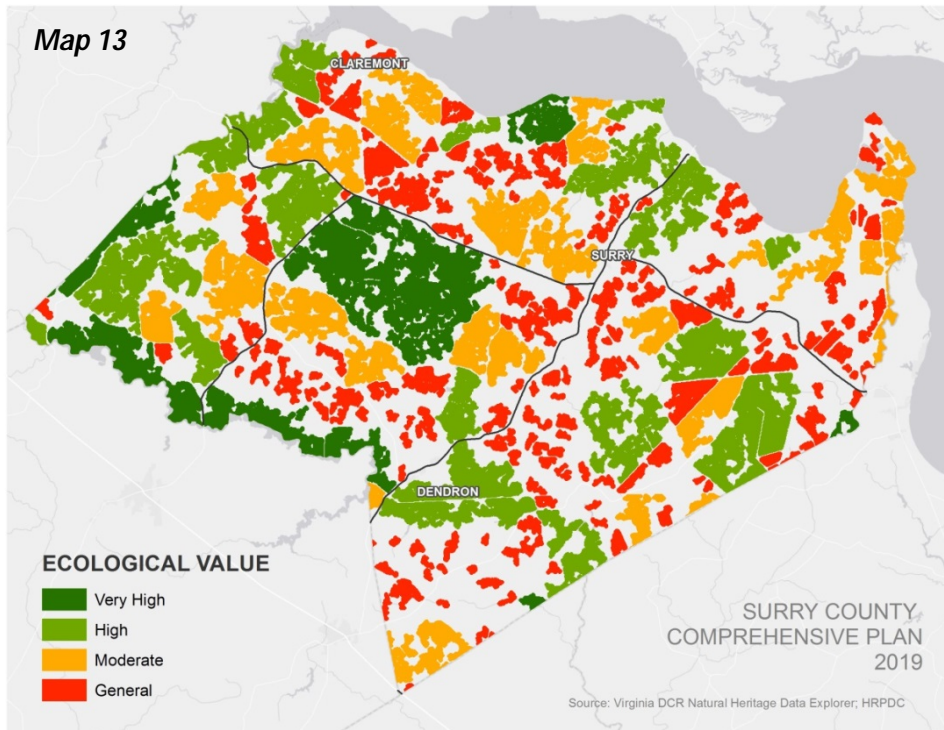 Map 13
CLAREMONT
SURRY
DENDRON
ECOLOGICAL VALUE
Very High
High
Moderate
General
SURRY COUNTY
COMPREHENSIVE PLAN
2019
Source: Virginia DCR Natural Heritage Data Explorer; HRPDC